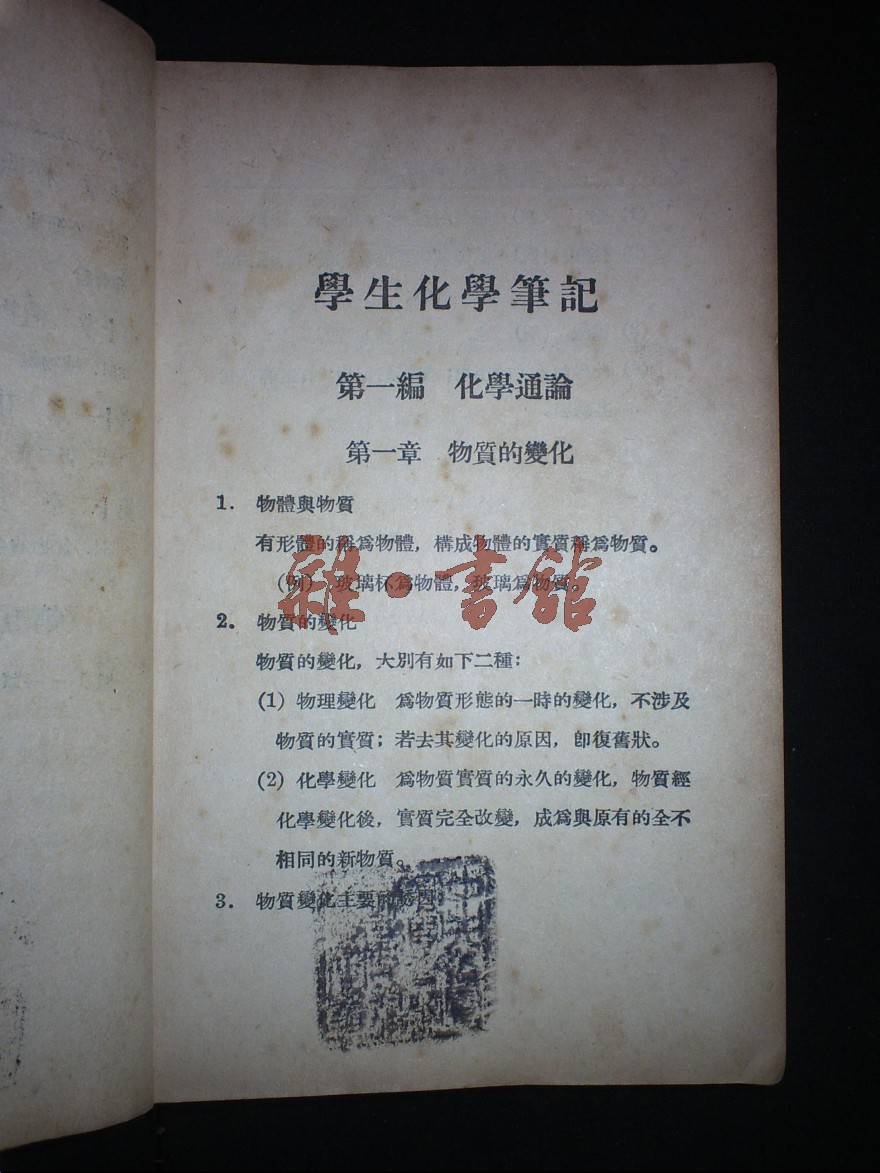 學生化學筆記
第一編 化學通論
第一章 物質的變化
1. 物體與物質
有形體的稱爲物體，構成物體的實質稱爲物質。
(例) 玻璃杯爲物體，玻璃爲物質。
雜·書館
2. 物質的變化
物質的變化，大別有如下二種：
(1) 物理變化 爲物質形態的一時的變化，不涉及
物質的實質；若去其變化的原因，卽復舊狀。
(2) 化學變化 爲物質實質的永久的變化，物質經
化學變化後，實質完全改變，成爲與原有的全不
相同的新物質。
3. 物質變化主要的誘因